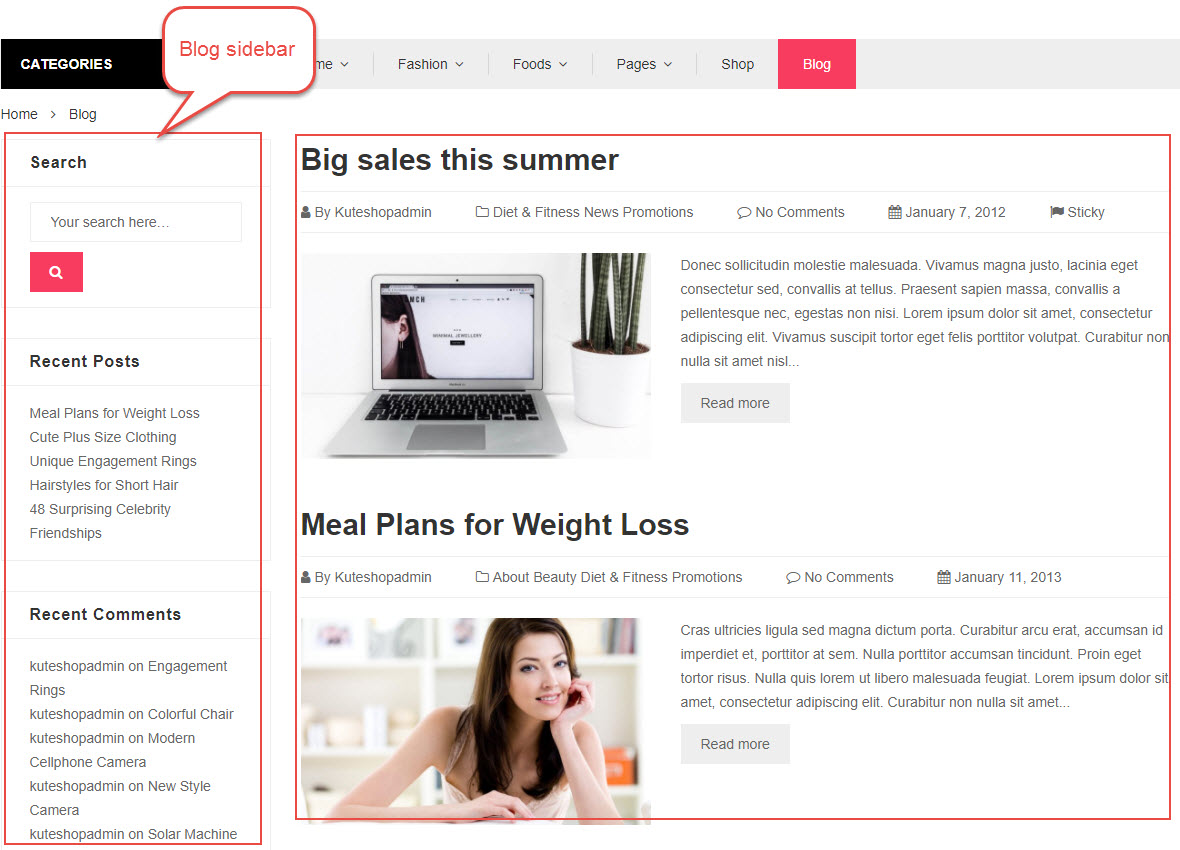 Blog sidebar
CATEGORIES
me
Fashion
Foods
Pages
Shop
Blog
Home > Blog
Search
Your search here...
Recent Posts
Meal Plans for Weight Loss
Cute Plus Size Clothing
Unique Engagement Rings
Hairstyles for Short Hair
48 Surprising Celebrity
Friendships
Recent Comments
kuteshopadmin on Engagement
Rings
kuteshopadmin on Colorful Chair
kuteshopadmin on Modern
Cellphone Camera
kuteshopadmin on New Style
Camera
kuteshopadmin on Solar Machine
Big sales this summer
By Kuteshopadmin Diet & Fitness News Promotions No Comments January 7, 2012 Sticky
MCH
MINIMAL JEWELLERY
Donec sollicitudin molestie malesuada. Vivamus magna justo, lacinia eget
consectetur sed, convallis at tellus. Praesent sapien massa, convallis a
pellentesque nec, egestas non nisi. Lorem ipsum dolor sit amet, consectetur
adipiscing elit. Vivamus suscipit tortor eget felis porttitor volutpat. Curabitur non
nulla sit amet nisl...
Read more
Meal Plans for Weight Loss
By Kuteshopadmin About Beauty Diet & Fitness Promotions No Comments January 11, 2013
Cras ultricies ligula sed magna dictum porta. Curabitur arcu erat, accumsan id
imperdiet et, porttitor at sem. Nulla porttitor accumsan tincidunt. Proin eget
tortor risus. Nulla quis lorem ut libero malesuada feugiat. Lorem ipsum dolor sit
amet, consectetur adipiscing elit. Curabitur non nulla sit amet...
Read more